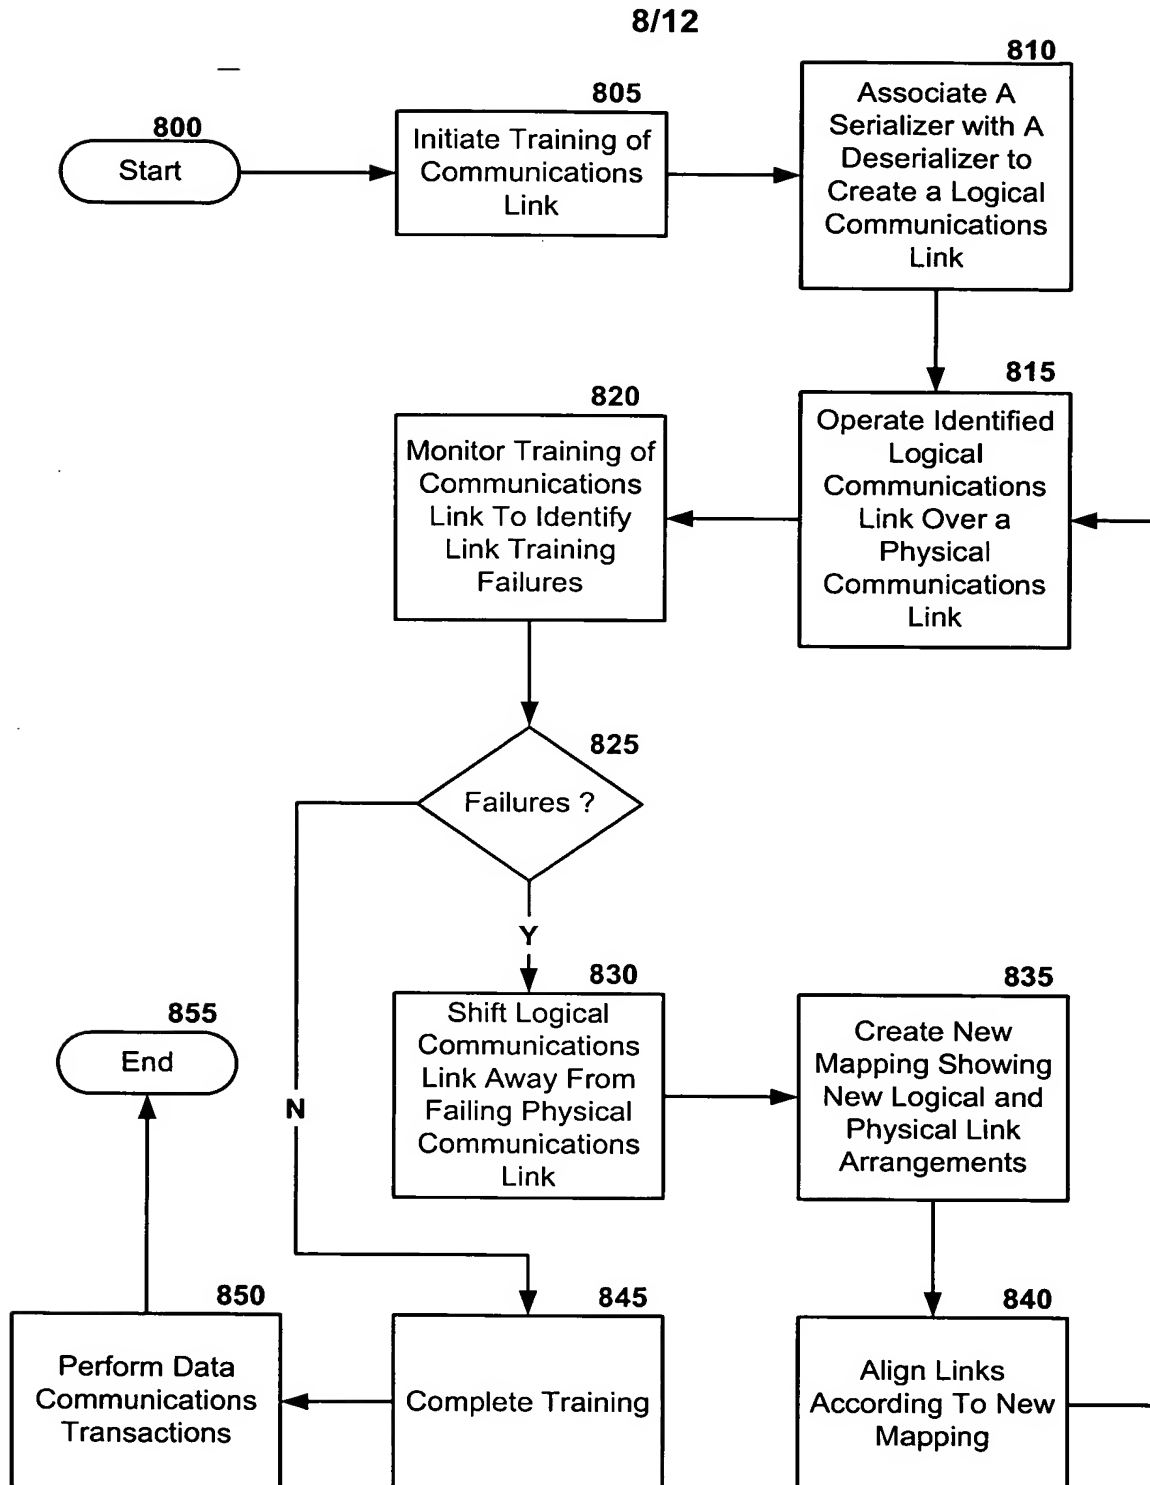 8/12
800
Start
805
Initiate Training of
Communications
Link
810
Associate A
Serializer with A
Deserializer to
Create a Logical
Communications
Link
815
Operate Identified
Logical
Communications
Link Over a
Physical
Communications
Link
820
Monitor Training of
Communications
Link To Identify
Link Training
Failures
825
Failures ?
Y
N
830
Shift Logical
Communications
Link Away From
Failing Physical
Communications
Link
835
Create New
Mapping Showing
New Logical and
Physical Link
Arrangements
840
Align Links
According To New
Mapping
845
Complete Training
850
Perform Data
Communications
Transactions
855
End